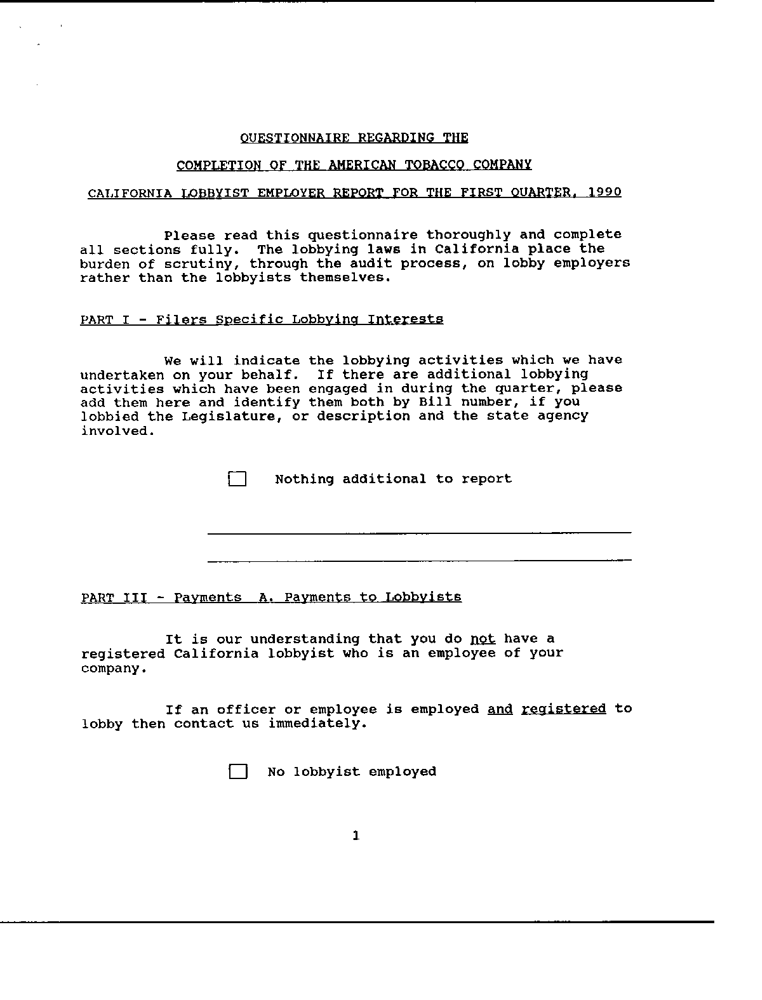 QUESTIONNAIRE REGARDING THE
COMPLETION OF THE AMERICAN TOBACCO COMPANY
CALIFORNIA LOBBYIST EMPLOYER REPORT FOR THE FIRST QUARTER, 1990
Please read this questionnaire thoroughly and complete
all sections fully. The lobbying laws in California place the
burden of scrutiny, through the audit process, on lobby employers
rather than the lobbyists themselves.
PART I - Filers Specific Lobbying Interests
We will indicate the lobbying activities which we have
undertaken on your behalf. If there are additional lobbying
activities which have been engaged in during the quarter, please
add them here and identify them both by Bill number, if you
lobbied the Legislature, or description and the state agency
involved.
Nothing additional to report
PART III - Payments A. Payments to Lobbyists
It is our understanding that you do not have a
registered California lobbyist who is an employee of your
company.
If an officer or employee is employed and registered to
lobby then contact us immediately.
No lobbyist employed
1